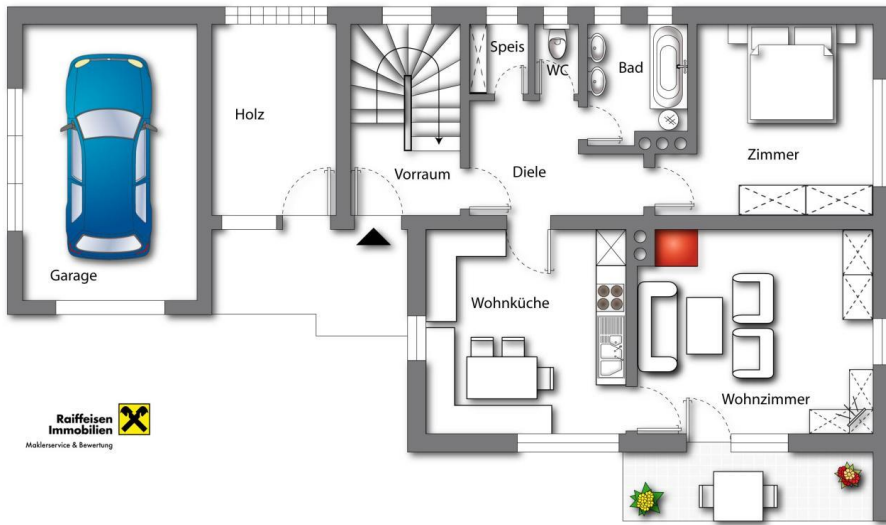 Speis
WC
Bad
Holz
Vorraum
Diele
Zimmer
Garage
Wohnküche
Wohnzimmer
Raiffeisen
Immobilien
Maklerservice & Bewertung